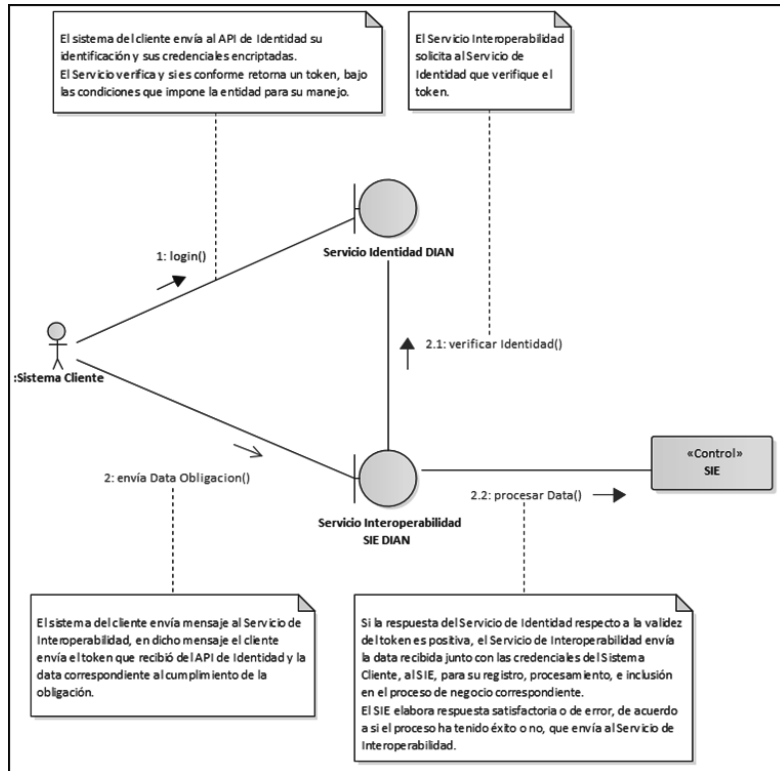 El sistema del cliente envía al API de Identidad su
identificación y sus credenciales encriptadas.
El Servicio verifica y si es conforme retorna un token, bajo
las condiciones que impone la entidad para su manejo.
El Servicio Interoperabilidad
solicita al Servicio de
Identidad que verifique el
token.
Servicio Identidad DIAN
1: login()
2.1: verificar Identidad()
:Sistema Cliente
2: envía Data Obligacion()
«Control»
SIE
2.2: procesar Data()
Servicio Interoperabilidad
SIE DIAN
El sistema del cliente envía mensaje al Servicio de
Interoperabilidad, en dicho mensaje el cliente
envía el token que recibió del API de Identidad y la
data correspondiente al cumplimiento de la
obligación.
Si la respuesta del Servicio de Identidad respecto a la validez
del token es positiva, el Servicio de Interoperabilidad envía
la data recibida junto con las credenciales del Sistema
Cliente, al SIE, para su registro, procesamiento, e inclusión
en el proceso de negocio correspondiente.
El SIE elabora respuesta satisfactoria o de error, de acuerdo
a si el proceso ha tenido éxito o no, que envía al Servicio de
Interoperabilidad.